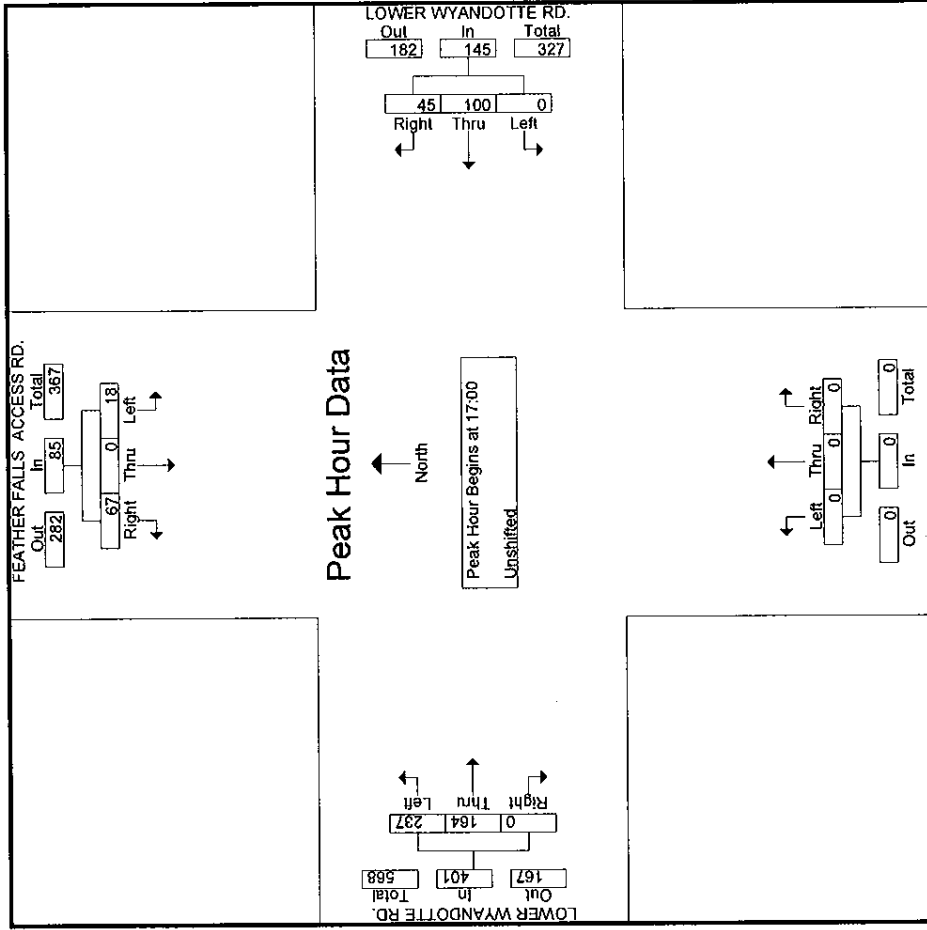 LOWER WYANDOTTE RD.
Out In Total
182 145 327
45 100 0
Right Thru Left
FEATHER FALLS ACCESS RD.
Out In Total
282 85 367
67 0 18
Right Thru Left
Peak Hour Data
North
Peak Hour Begins at 17:00
Unshifted
Left Thru Right
0 0 0
0 0 0
Out In Total
LOWER WYANDOTTE RD.
Out In Total
167 401 568
0 164 237
Right Thru Left